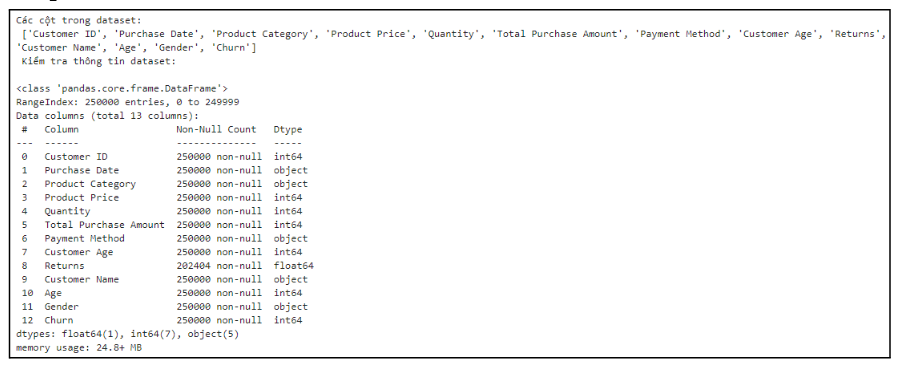 Các cột trong dataset:
['Customer ID', 'Purchase Date', 'Product Category', 'Product Price', 'Quantity', 'Total Purchase Amount', 'Payment Method', 'Customer Age', 'Returns',
'Customer Name', 'Age', 'Gender', 'Churn']
Kiểm tra thông tin dataset:
<class 'pandas.core.frame.DataFrame'>
RangeIndex: 250000 entries, 0 to 249999
Data columns (total 13 columns):
# Column Non-Null Count Dtype
--- ------ -------------- -----
0 Customer ID 250000 non-null int64
1 Purchase Date 250000 non-null object
2 Product Category 250000 non-null object
3 Product Price 250000 non-null int64
4 Quantity 250000 non-null int64
5 Total Purchase Amount 250000 non-null int64
6 Payment Method 250000 non-null object
7 Customer Age 250000 non-null int64
8 Returns 202404 non-null float64
9 Customer Name 250000 non-null object
10 Age 250000 non-null int64
11 Gender 250000 non-null object
12 Churn 250000 non-null int64
dtypes: float64(1), int64(7), object(5)
memory usage: 24.8+ MB